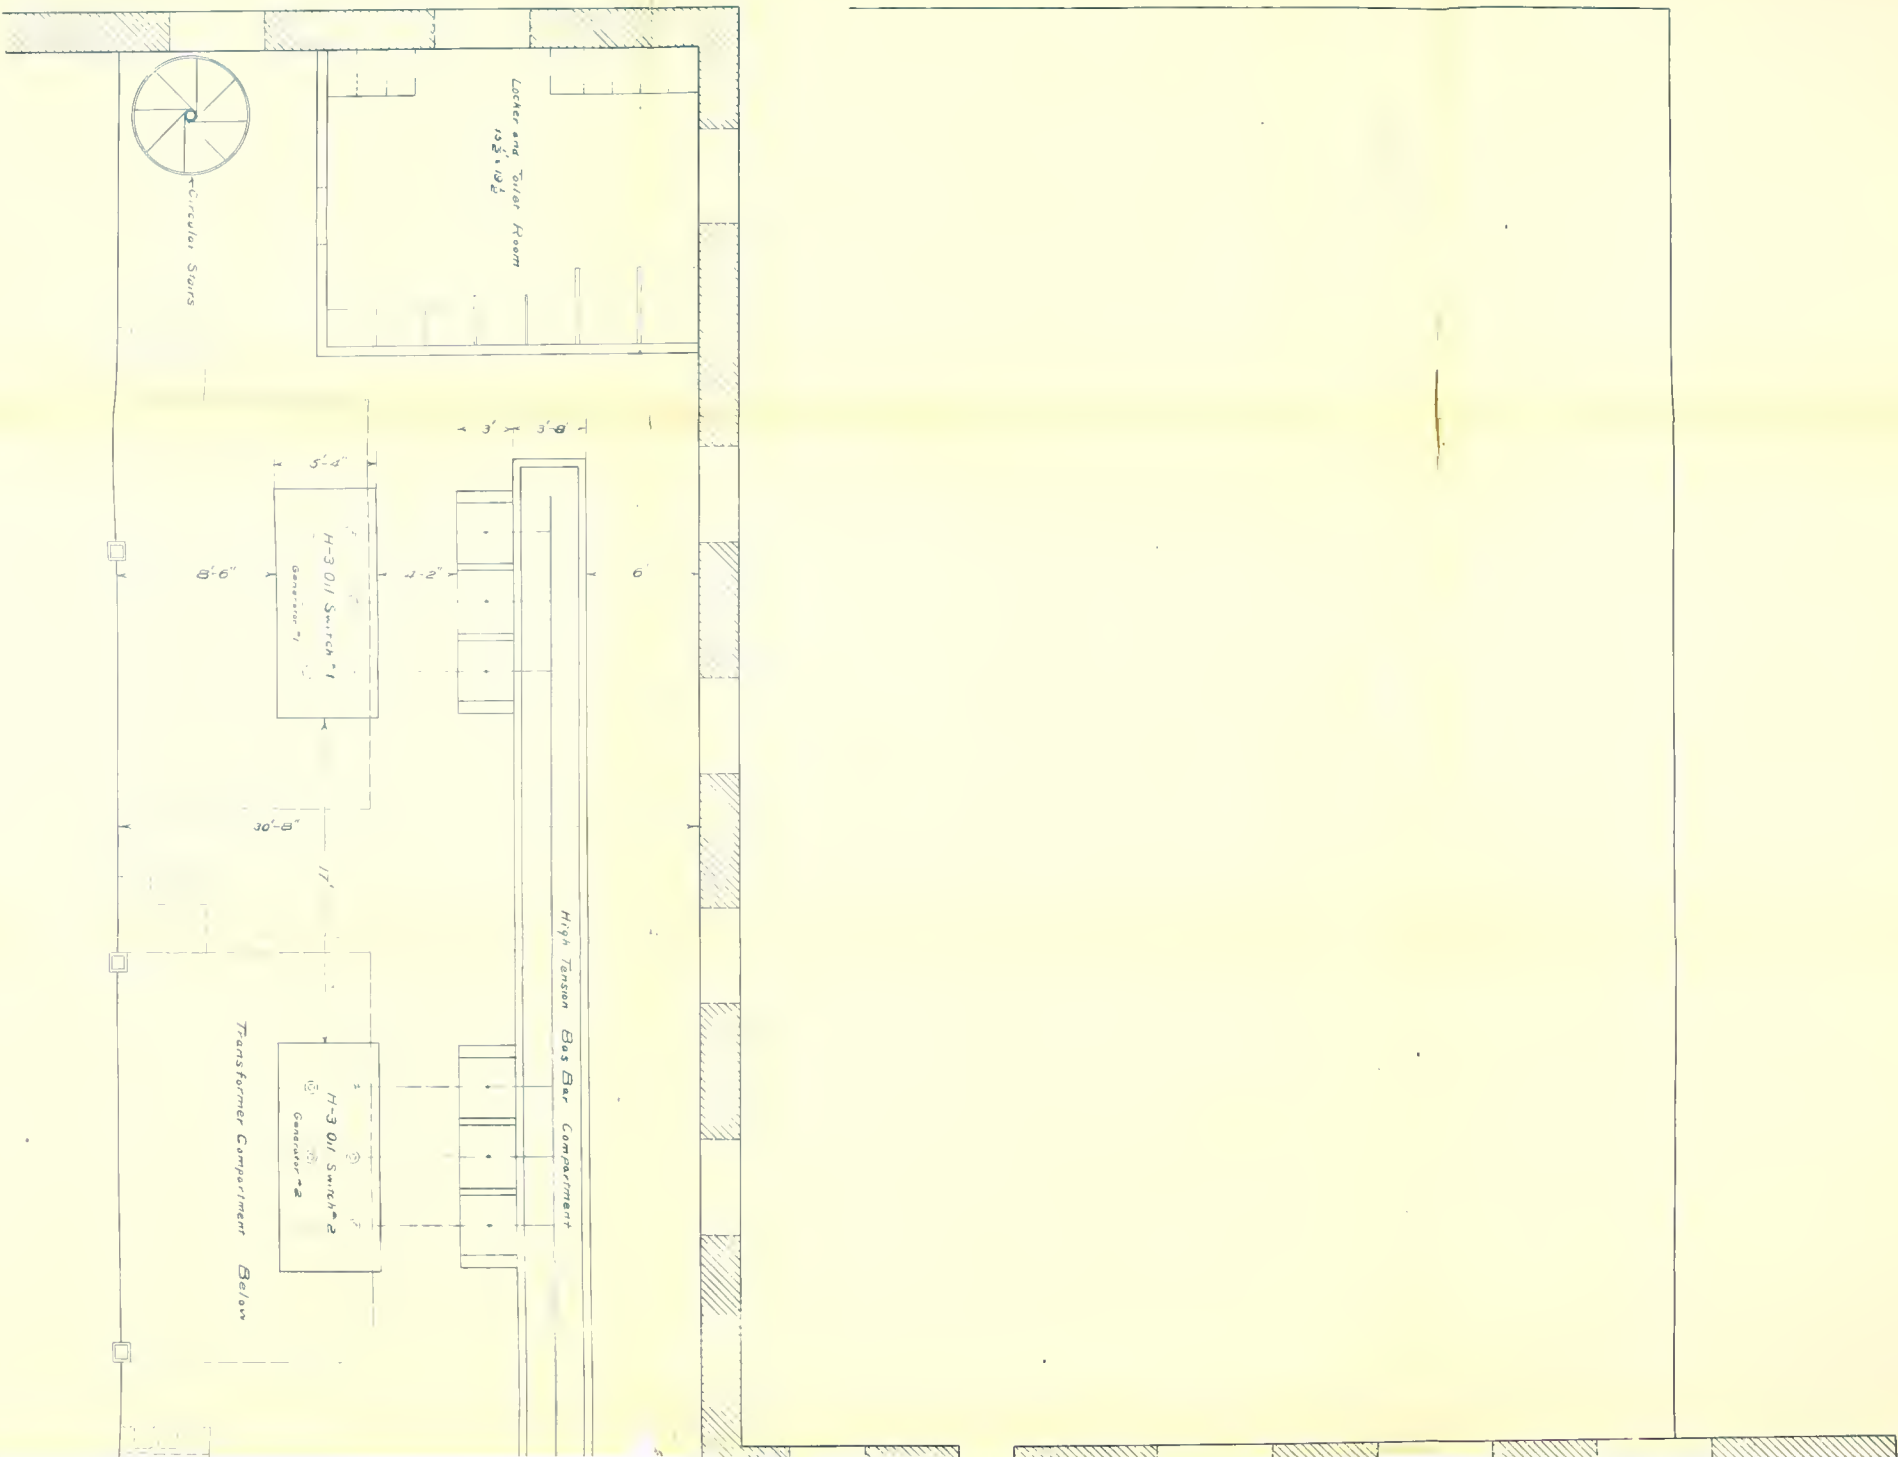 Locker and Toilet Room
Circular Stairs
3'
3'-8
5'-4"
8'-6"
4-2"
6'
H-3 Oil Switch #1
Generator #1
30'-8"
17'
High Tension Bas Bar Compartment
H-3 Oil Switch #2
Generator #2
Transformer Compartment Below